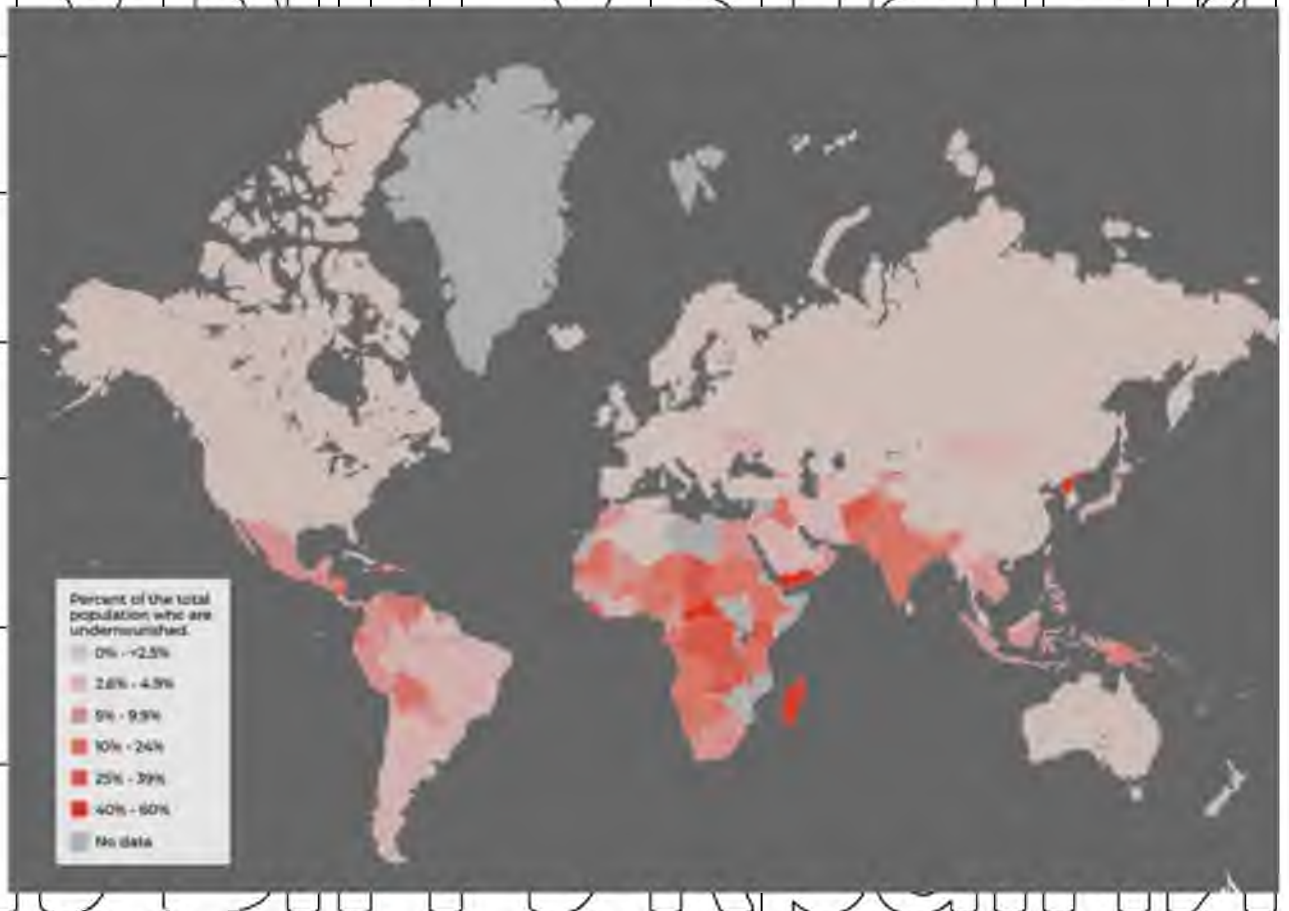 Percent of the total
population who are
undernourished.
0% - <2.5%
2.6% - 4.9%
5% - 9.9%
10% - 24%
25% - 39%
40% - 60%
No data